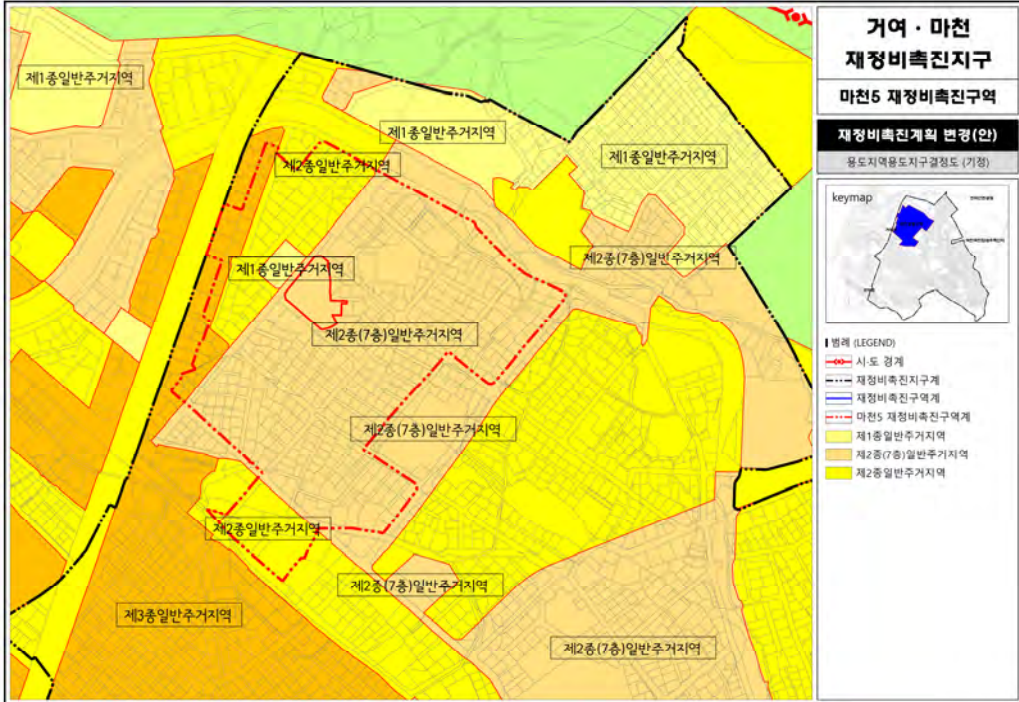 거여 · 마천
재정비촉진지구
마천5 재정비촉진구역
재정비촉진계획 변경(안)
용도지역용도지구결정도 (기정)
keymap
범례 (LEGEND)
시·도 경계
재정비촉진지구계
재정비촉진구역계
마천5 재정비촉진구역계
제1종일반주거지역
제2종(7층)일반주거지역
제2종일반주거지역
제1종일반주거지역
제1종일반주거지역
제1종일반주거지역
제2종일반주거지역
제2종(7층)일반주거지역
제1종일반주거지역
제2종(7층)일반주거지역
제2종(7층)일반주거지역
제2종일반주거지역
제2종(7층)일반주거지역
제3종일반주거지역
제2종(7층)일반주거지역